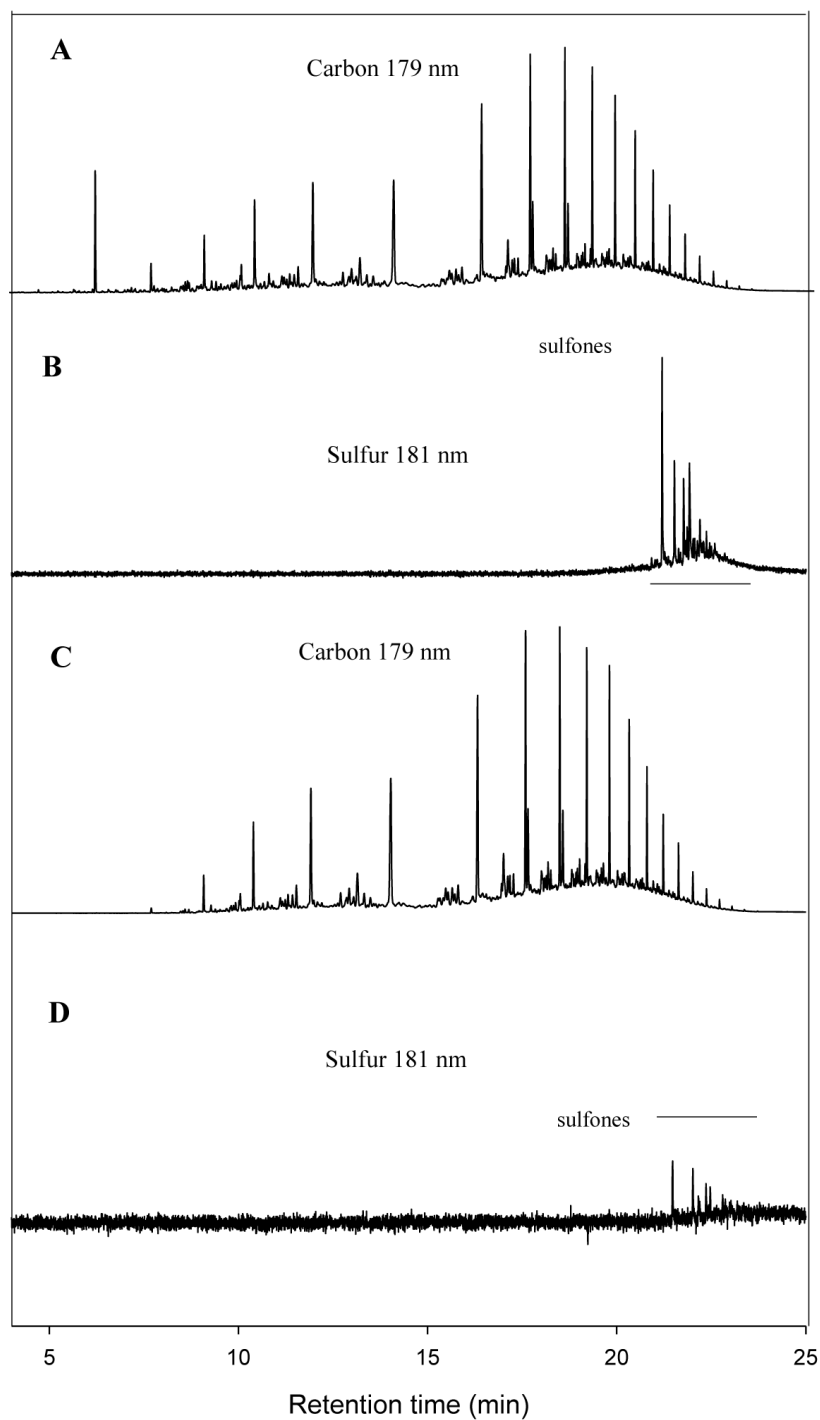 A
Carbon 179 nm
sulfones
B
Sulfur 181 nm
C
Carbon 179 nm
D
Sulfur 181 nm
sulfones
5 10 15 20 25
Retention time (min)